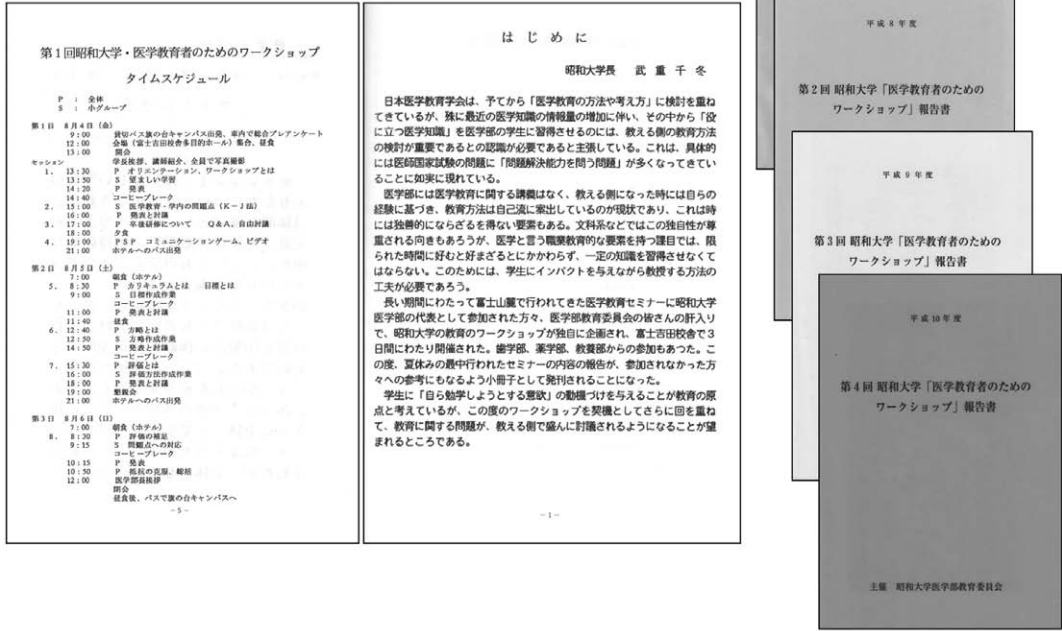 第1回昭和大学・医学教育者のためのワークショップ
タイムスケジュール
P : 全体
S : 小グループ
第1日 8月4日(金)
9:00 貸切バス旗の台キャンパス出発、車内で総合プレアンケート
12:00 会場(富士吉田校舎多目的ホール)集合、昼食
13:00 開会
学長挨拶、講師紹介、全員で写真撮影
セッション
1. 13:30 P オリエンテーション、ワークショップとは
13:50 S 望ましい学習
14:20 P 発表
14:40 コーヒーブレーク
2. 15:00 S 医学教育・学内の問題点(K-J法)
16:00 P 発表と討議
3. 17:00 P 卒後研修について Q&A、自由討議
18:00 夕食
4. 19:00 PSP コミュニケーションゲーム、ビデオ
21:00 ホテルへのバス出発
第2日 8月5日(土)
7:00 朝食(ホテル)
5. 8:30 P カリキュラムとは 目標とは
9:00 S 目標作成作業
コーヒーブレーク
11:00 P 発表と討議
11:40 昼食
6. 12:40 P 方略とは
12:50 S 方略作成作業
14:50 P 発表と討議
コーヒーブレーク
7. 15:30 P 評価とは
16:00 S 評価方法作成作業
18:00 P 発表と討議
19:00 懇親会
21:00 ホテルへのバス出発
第3日 8月6日(日)
7:00 朝食(ホテル)
8. 8:30 P 評価の補足
9:15 S 問題点への対応
コーヒーブレーク
10:15 P 発表
10:50 P 抵抗の克服、総括
12:00 医学部長挨拶
閉会
昼食後、バスで旗の台キャンパスへ
-5-
はじめに
昭和大学長 武重千冬
日本医学教育学会は、予てから「医学教育の方法や考え方」に検討を重ね
てきているが、殊に最近の医学知識の情報量の増加に伴い、その中から「役
に立つ医学知識」を医学部の学生に習得させるのには、教える側の教育方法
の検討が重要であるとの認識が必要であると主張している。これは、具体的
には医師国家試験の問題に「問題解決能力を問う問題」が多くなってきてい
ることに如実に現れている。
医学部には医学教育に関する講義はなく、教える側になった時には自らの
経験に基づき、教育方法は自己流に案出しているのが現状であり、これは時
には独善的にならざるを得ない要素もある。文科系などではこの独自性が尊
重される向きもあろうが、医学と言う職業教育的な要素を持つ課目では、限
られた時間に好むと好まざるとにかかわらず、一定の知識を習得させなくて
はならない。このためには、学生にインパクトを与えながら教授する方法の
工夫が必要であろう。
長い期間にわたって富士山麓で行われてきた医学教育セミナーに昭和大学
医学部の代表として参加された方々、医学部教育委員会の皆さんの肝入り
で、昭和大学の教育のワークショップが独自に企画され、富士吉田校舎で3
日間にわたり開催された。歯学部、薬学部、教養部からの参加もあつた。こ
の度、夏休みの最中行われたセミナーの内容の報告が、参加されなかった方
々への参考にもなるよう小冊子として発刊されることになった。
学生に「自ら勉学しようとする意欲」の動機づけを与えることが教育の原
点と考えているが、この度のワークショップを契機としてさらに回を重ね
て、教育に関する問題が、教える側で盛んに討議されるようになることが望
まれるところである。
-1-
平成8年度
第2回 昭和大学「医学教育者のための
ワークショップ」報告書
平成9年度
第3回 昭和大学「医学教育者のための
ワークショップ」報告書
平成10年度
第4回 昭和大学「医学教育者のための
ワークショップ」報告書
主催 昭和大学医学部教育委員会